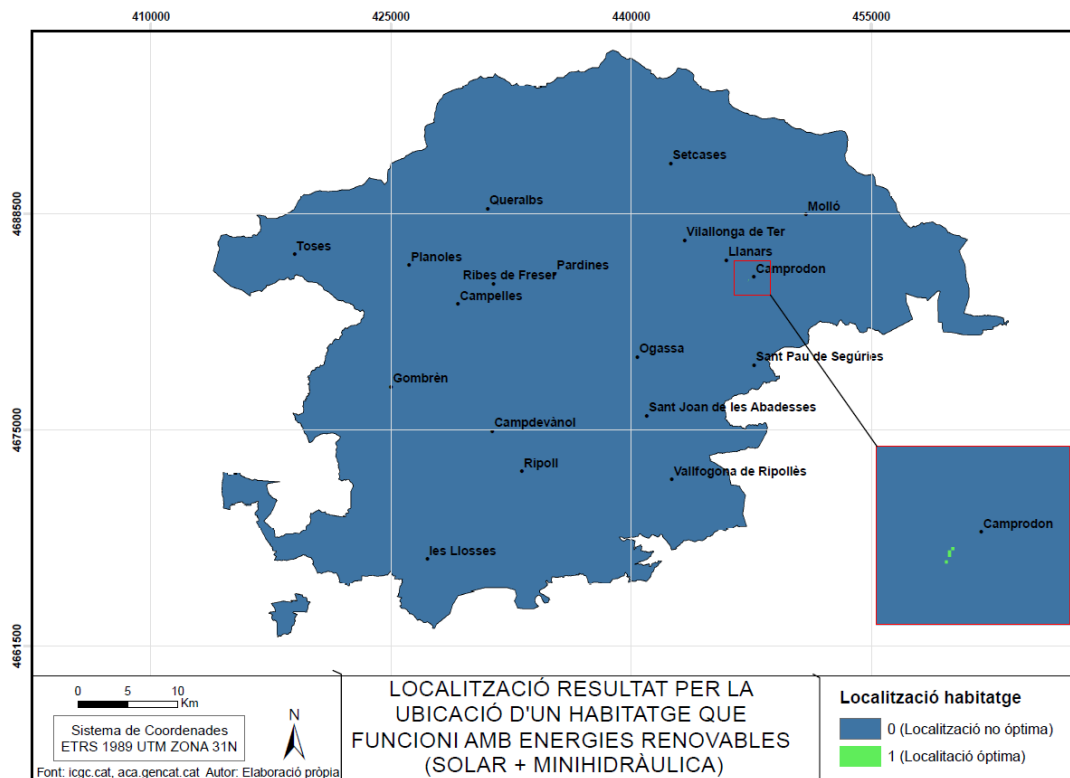 410000
425000
440000
455000
4688500
4675000
4661500
Setcases
Queralbs
Molló
Vilallonga de Ter
Toses
Llanars
Planoles
Pardines
Camprodon
Ribes de Freser
Campelles
Ogassa
Sant Pau de Segúries
Gombrèn
Sant Joan de les Abadesses
Campdevànol
Ripoll
Vallfogona de Ripollès
Camprodon
les Llosses
0 5 10
Km
Sistema de Coordenades
ETRS 1989 UTM ZONA 31N
N
Font: icgc.cat, aca.gencat.cat Autor: Elaboració pròpia
LOCALITZACIÓ RESULTAT PER LA
UBICACIÓ D'UN HABITATGE QUE
FUNCIONI AMB ENERGIES RENOVABLES
(SOLAR + MINIHIDRÀULICA)
Localització habitatge
0 (Localització no óptima)
1 (Localitació óptima)